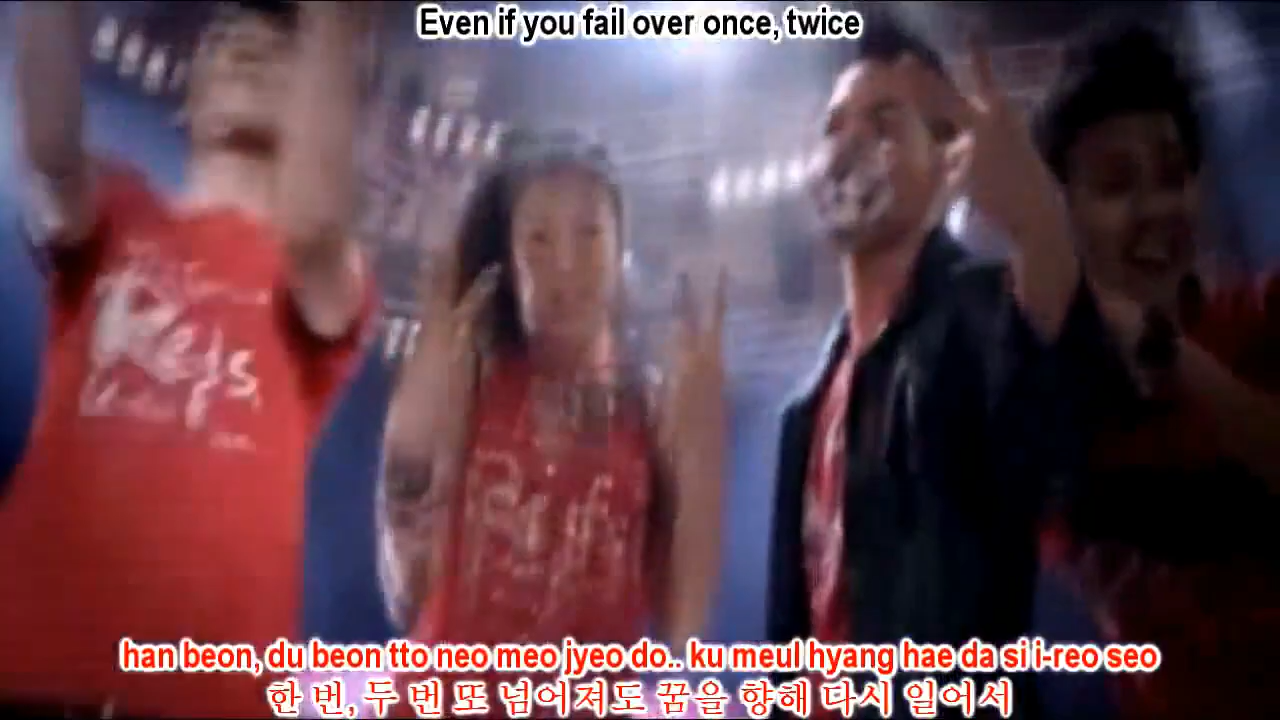 Even if you fail over once, twice
Reds
han beon, du beon tto neo meo jyeo do.. ku meul hyang hae da si i-reo seo
한 번, 두 번 또 넘어져도 꿈을 향해 다시 일어서